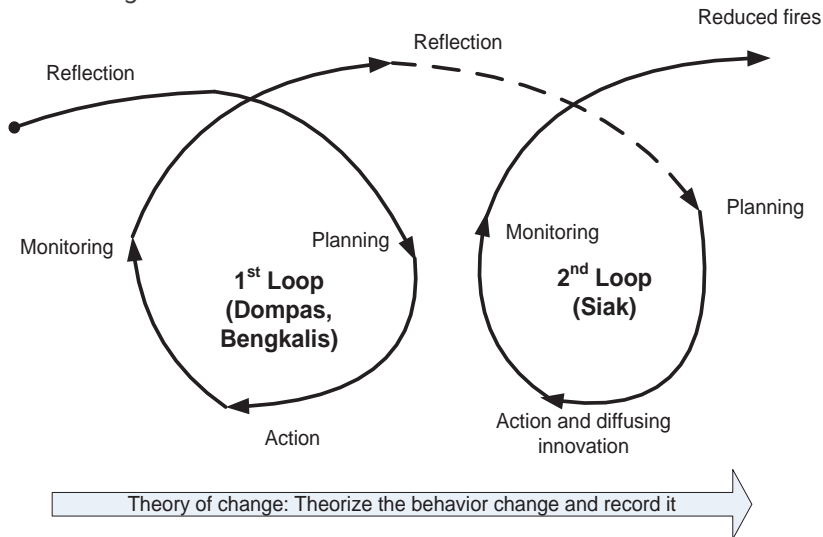 Reduced fires
Reflection
Reflection
Planning
Monitoring
Planning
Monitoring
1st Loop
(Dompas,
Bengkalis)
2nd Loop
(Siak)
Action
Action and diffusing
innovation
Theory of change: Theorize the behavior change and record it